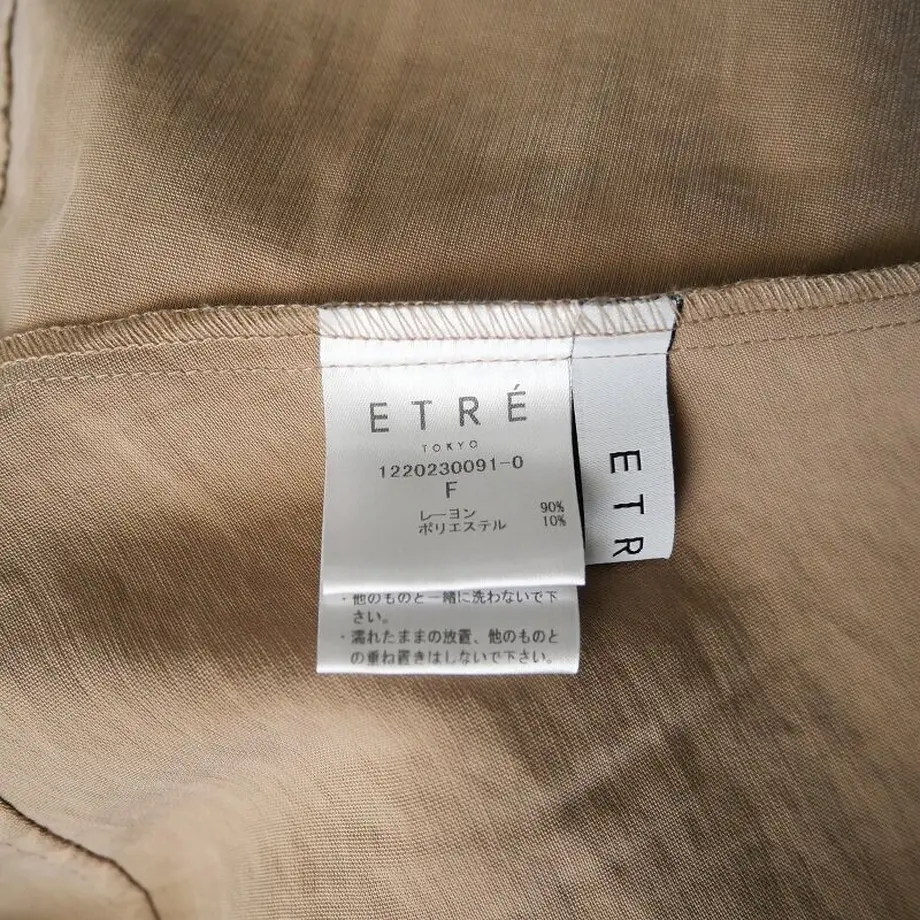 ETRÉ
TOKYO
1220230091-0
F
レーヨン 90%
ポリエステル 10%
・他のものと一緒に洗わないで下
さい。
・濡れたままの放置、他のものと
の重ね置きはしないで下さい。
ETR